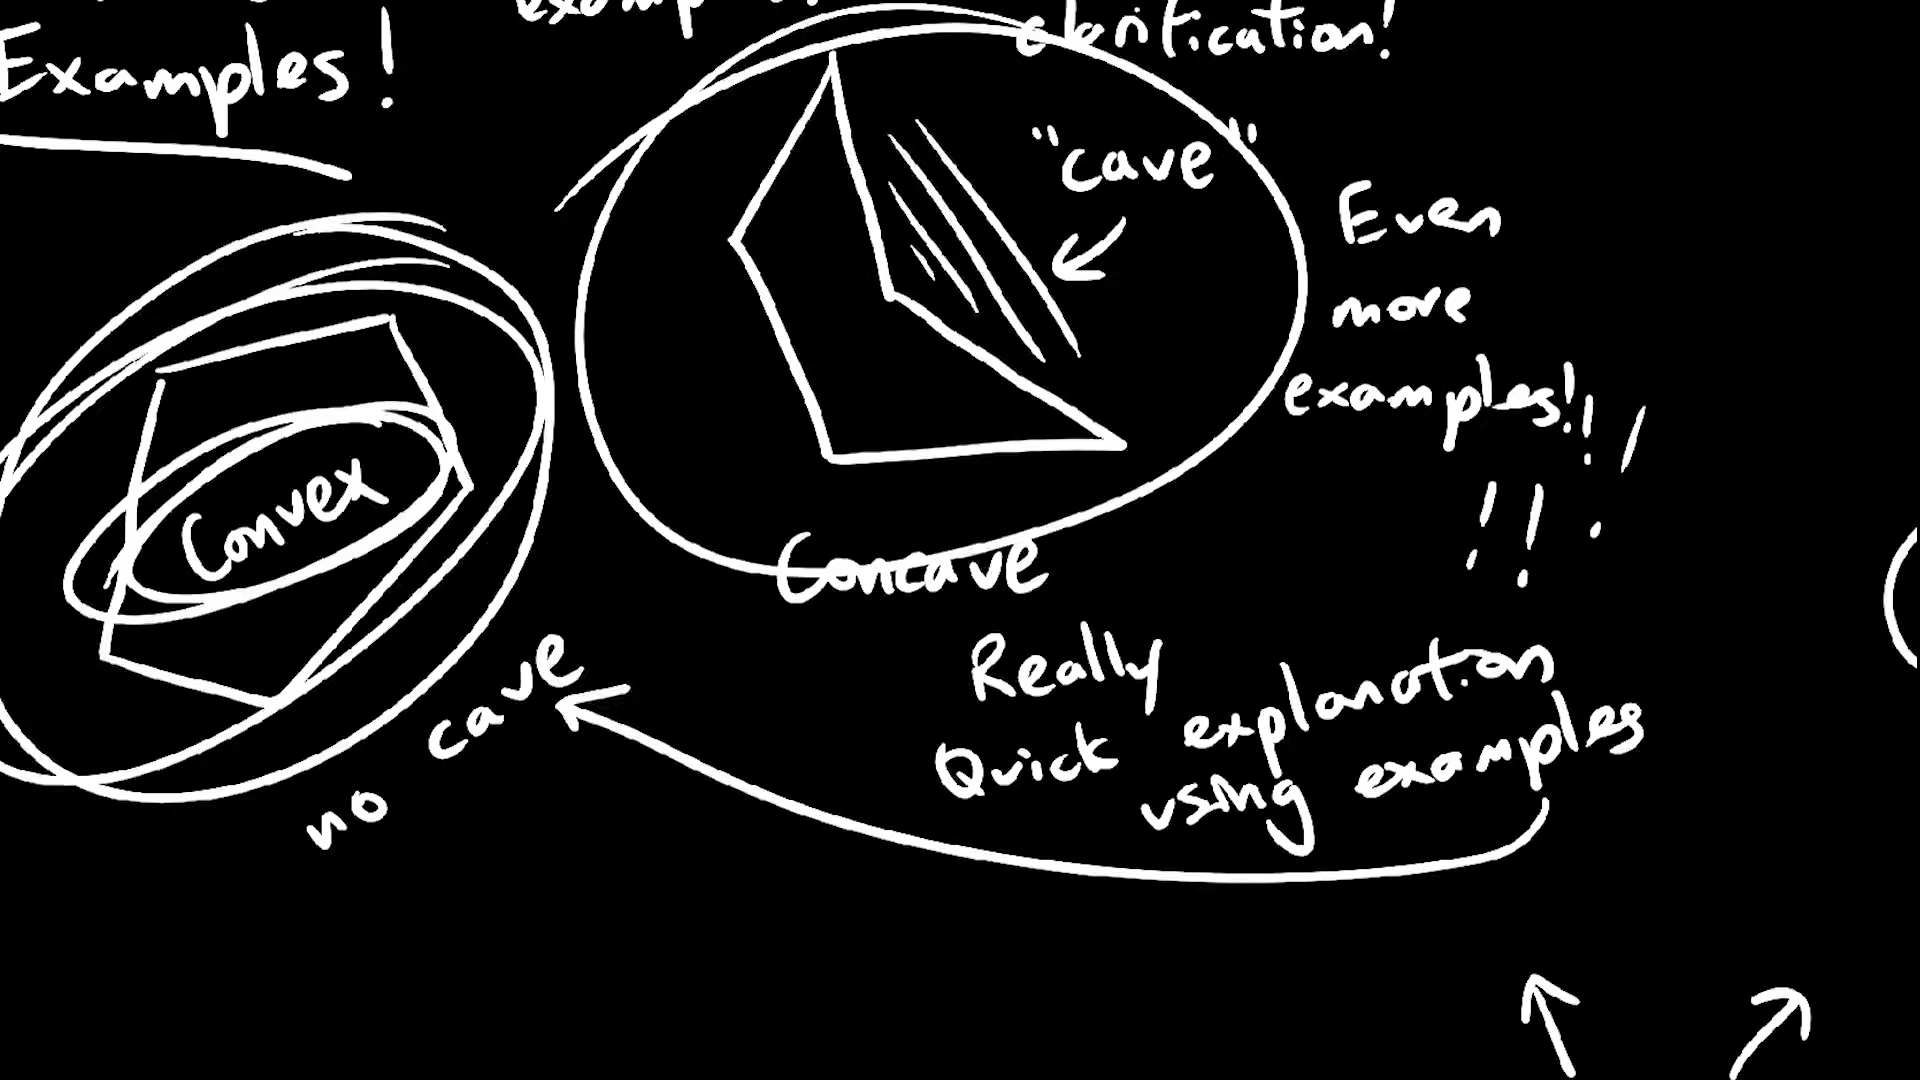 Examples!
clarification!
"cave"
Even
more
examples!!!
!!
Convex
Concave
no cave
Really
Quick explanation
using examples